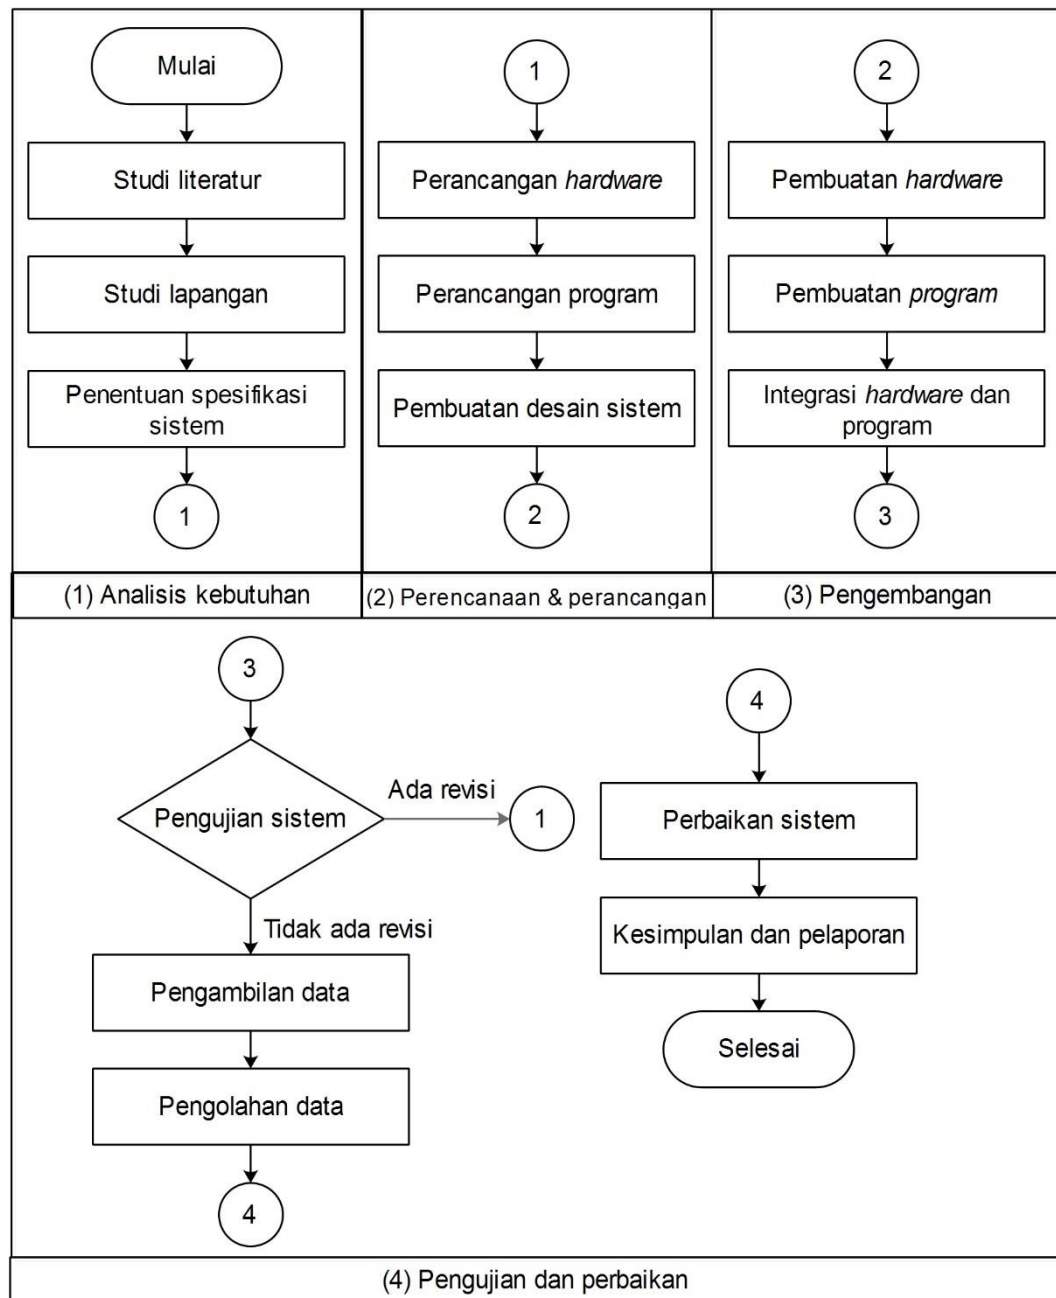 Mulai
Studi literatur
Studi lapangan
Penentuan spesifikasi
sistem
1
(1) Analisis kebutuhan
1
Perancangan hardware
Perancangan program
Pembuatan desain sistem
2
(2) Perencanaan & perancangan
2
Pembuatan hardware
Pembuatan program
Integrasi hardware dan
program
3
(3) Pengembangan
3
Pengujian sistem
Ada revisi
1
Tidak ada revisi
Pengambilan data
Pengolahan data
4
4
Perbaikan sistem
Kesimpulan dan pelaporan
Selesai
(4) Pengujian dan perbaikan